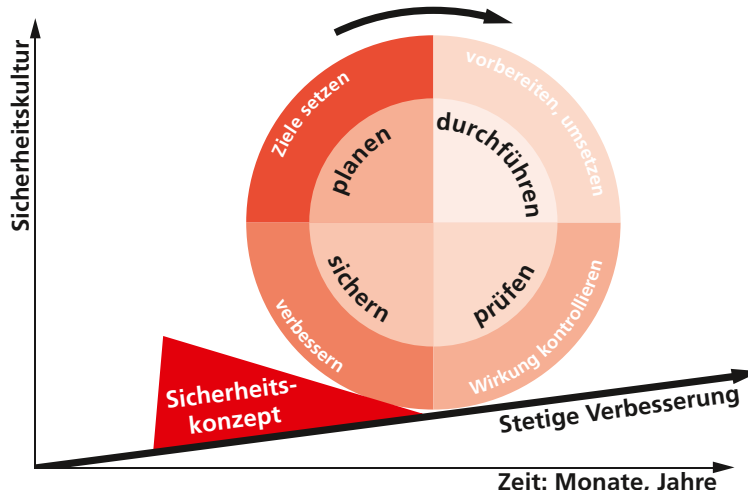 Sicherheitskultur
Ziele setzen
vorbereiten, umsetzen
planen
durchführen
sichern
prüfen
verbessern
Wirkung kontrollieren
Sicherheits-
konzept
Stetige Verbesserung
Zeit: Monate, Jahre